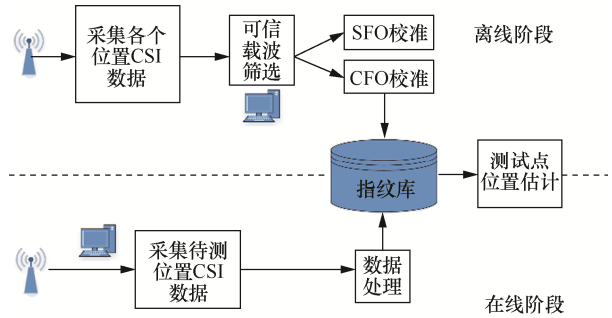 采集各个
位置CSI
数据
可信
载波
筛选
SFO校准
CFO校准
离线阶段
指纹库
测试点
位置估计
采集待测
位置CSI
数据
数据
处理
在线阶段